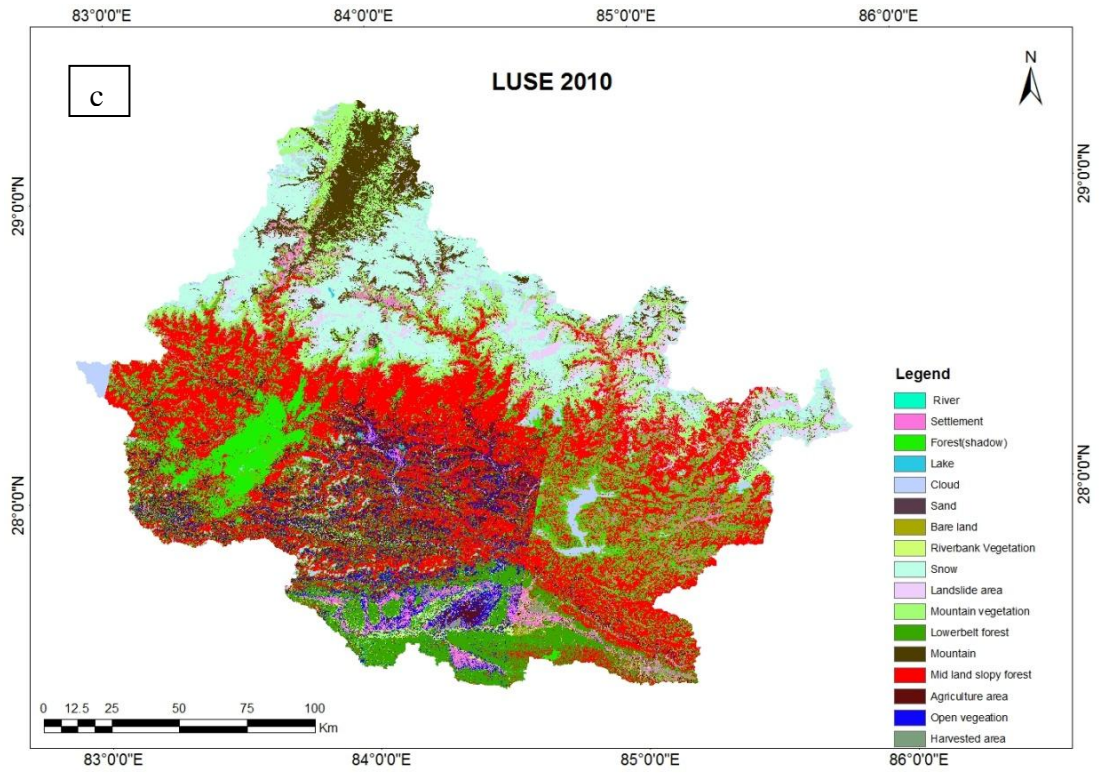 83°0'0"E 84°0'0"E 85°0'0"E 86°0'0"E
c
LUSE 2010
N
29°0'0"N
29°0'0"N
28°0'0"N
28°0'0"N
Legend
River
Settlement
Forest(shadow)
Lake
Cloud
Sand
Bare land
Riverbank Vegetation
Snow
Landslide area
Mountain vegetation
Lowerbelt forest
Mountain
Mid land slopy forest
Agriculture area
Open vegeation
Harvested area
0 12.5 25 50 75 100
Km
83°0'0"E 84°0'0"E 85°0'0"E 86°0'0"E